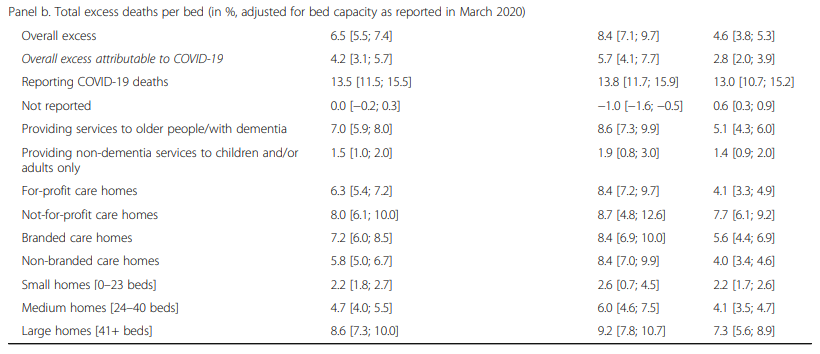 Panel b. Total excess deaths per bed (in %, adjusted for bed capacity as reported in March 2020)
Overall excess 6.5 [5.5; 7.4] 8.4 [7.1; 9.7] 4.6 [3.8; 5.3]
Overall excess attributable to COVID-19 4.2 [3.1; 5.7] 5.7 [4.1; 7.7] 2.8 [2.0; 3.9]
Reporting COVID-19 deaths 13.5 [11.5; 15.5] 13.8 [11.7; 15.9] 13.0 [10.7; 15.2]
Not reported 0.0 [−0.2; 0.3] −1.0 [−1.6; −0.5] 0.6 [0.3; 0.9]
Providing services to older people/with dementia 7.0 [5.9; 8.0] 8.6 [7.3; 9.9] 5.1 [4.3; 6.0]
Providing non-dementia services to children and/or 1.5 [1.0; 2.0] 1.9 [0.8; 3.0] 1.4 [0.9; 2.0]
adults only
For-profit care homes 6.3 [5.4; 7.2] 8.4 [7.2; 9.7] 4.1 [3.3; 4.9]
Not-for-profit care homes 8.0 [6.1; 10.0] 8.7 [4.8; 12.6] 7.7 [6.1; 9.2]
Branded care homes 7.2 [6.0; 8.5] 8.4 [6.9; 10.0] 5.6 [4.4; 6.9]
Non-branded care homes 5.8 [5.0; 6.7] 8.4 [7.0; 9.9] 4.0 [3.4; 4.6]
Small homes [0–23 beds] 2.2 [1.8; 2.7] 2.6 [0.7; 4.5] 2.2 [1.7; 2.6]
Medium homes [24–40 beds] 4.7 [4.0; 5.5] 6.0 [4.6; 7.5] 4.1 [3.5; 4.7]
Large homes [41+ beds] 8.6 [7.3; 10.0] 9.2 [7.8; 10.7] 7.3 [5.6; 8.9]